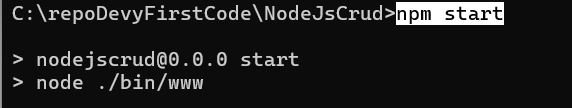 C:\repoDevyFirstCode\NodeJsCrud>npm start
> nodejscrud@0.0.0 start
> node ./bin/www